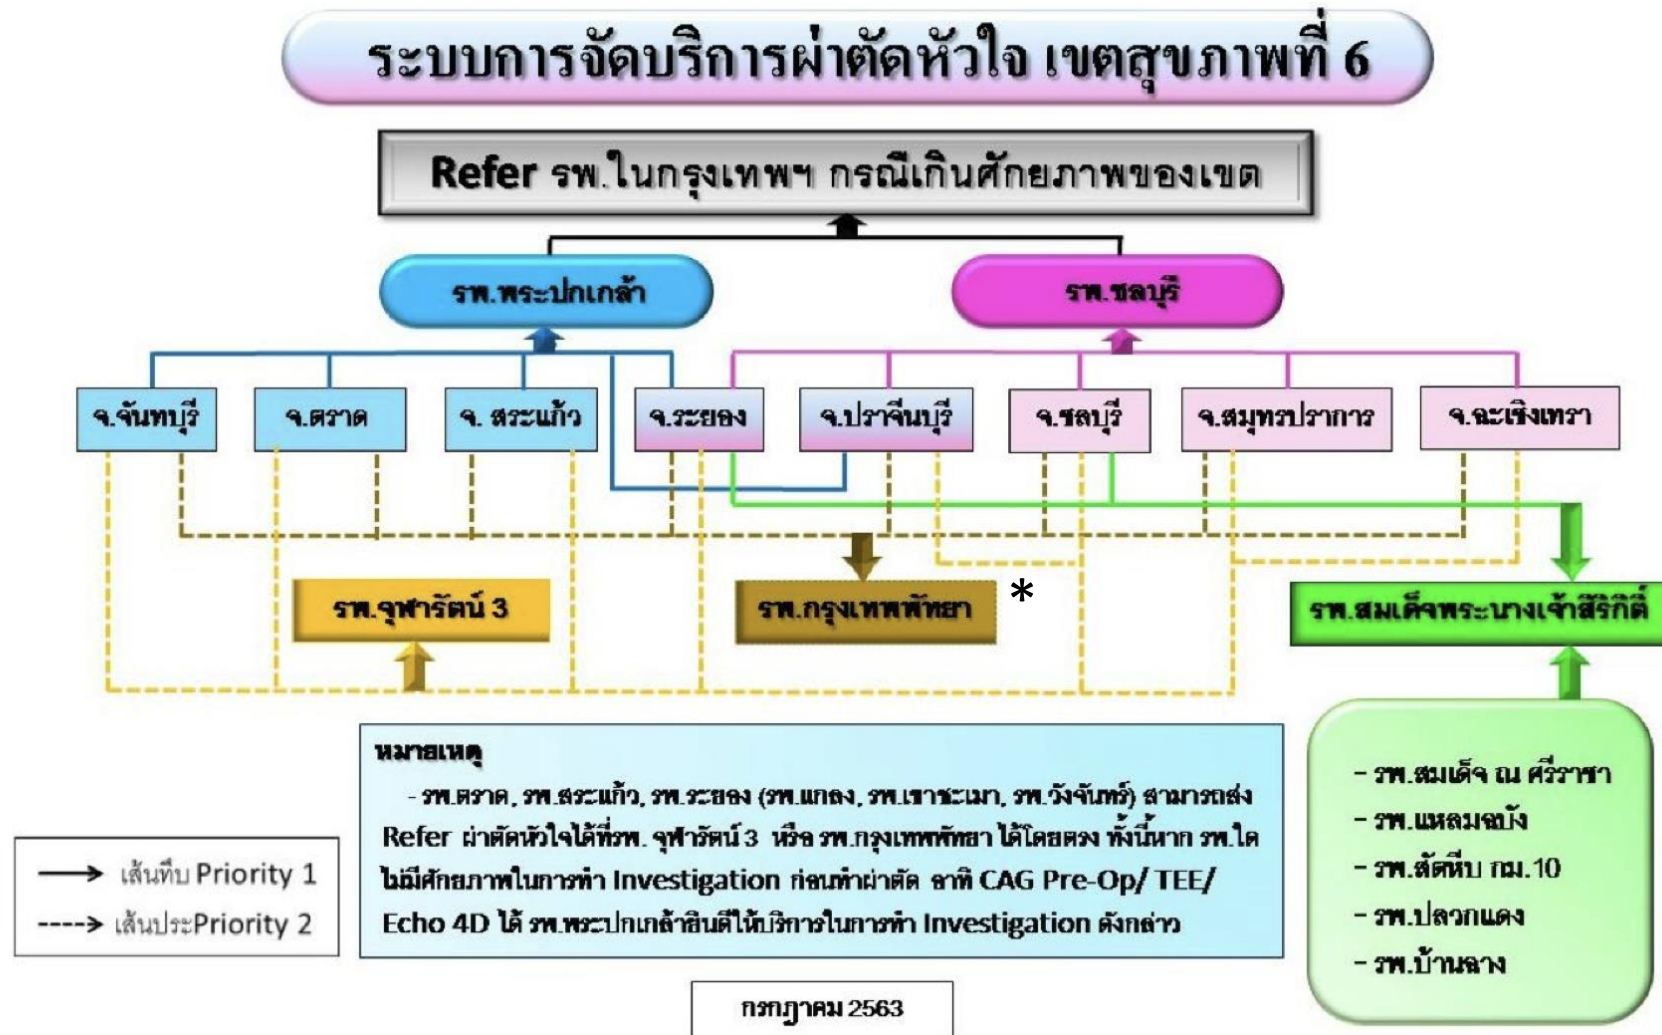 ระบบการจัดบริการผ่าตัดหัวใจ เขตสุขภาพที่ 6
Refer รพ.ในกรุงเทพฯ กรณีเกินศักยภาพของเขต
รพ.พระปกเกล้า
รพ.ชลบุรี
จ.จันทบุรี
จ.ตราด
จ. สระแก้ว
จ.ระยอง
จ.ปราจีนบุรี
จ.ชลบุรี
จ.สมุทรปราการ
จ.ฉะเชิงเทรา
รพ.จุฬารัตน์ 3
รพ.กรุงเทพพัทยา
*
รพ.สมเด็จพระนางเจ้าสิริกิติ์
หมายเหตุ
- รพ.ตราด, รพ.สระแก้ว, รพ.ระยอง (รพ.แกลง, รพ.เขาชะเมา, รพ.วังจันทร์) สามารถส่ง
Refer ผ่าตัดหัวใจได้ที่รพ. จุฬารัตน์ 3 หรือ รพ.กรุงเทพพัทยา ได้โดยตรง ทั้งนี้หาก รพ.ใด
ไม่มีศักยภาพในการทำ Investigation ก่อนทำผ่าตัด อาทิ CAG Pre-Op/ TEE/
Echo 4D ได้ รพ.พระปกเกล้ายินดีให้บริการในการทำ Investigation ดังกล่าว
- รพ.สมเด็จ ณ ศรีราชา
- รพ.แหลมฉบัง
- รพ.สัตหีบ กม.10
- รพ.ปลวกแดง
- รพ.บ้านฉาง
เส้นทึบ Priority 1
เส้นประPriority 2
กรกฎาคม 2563